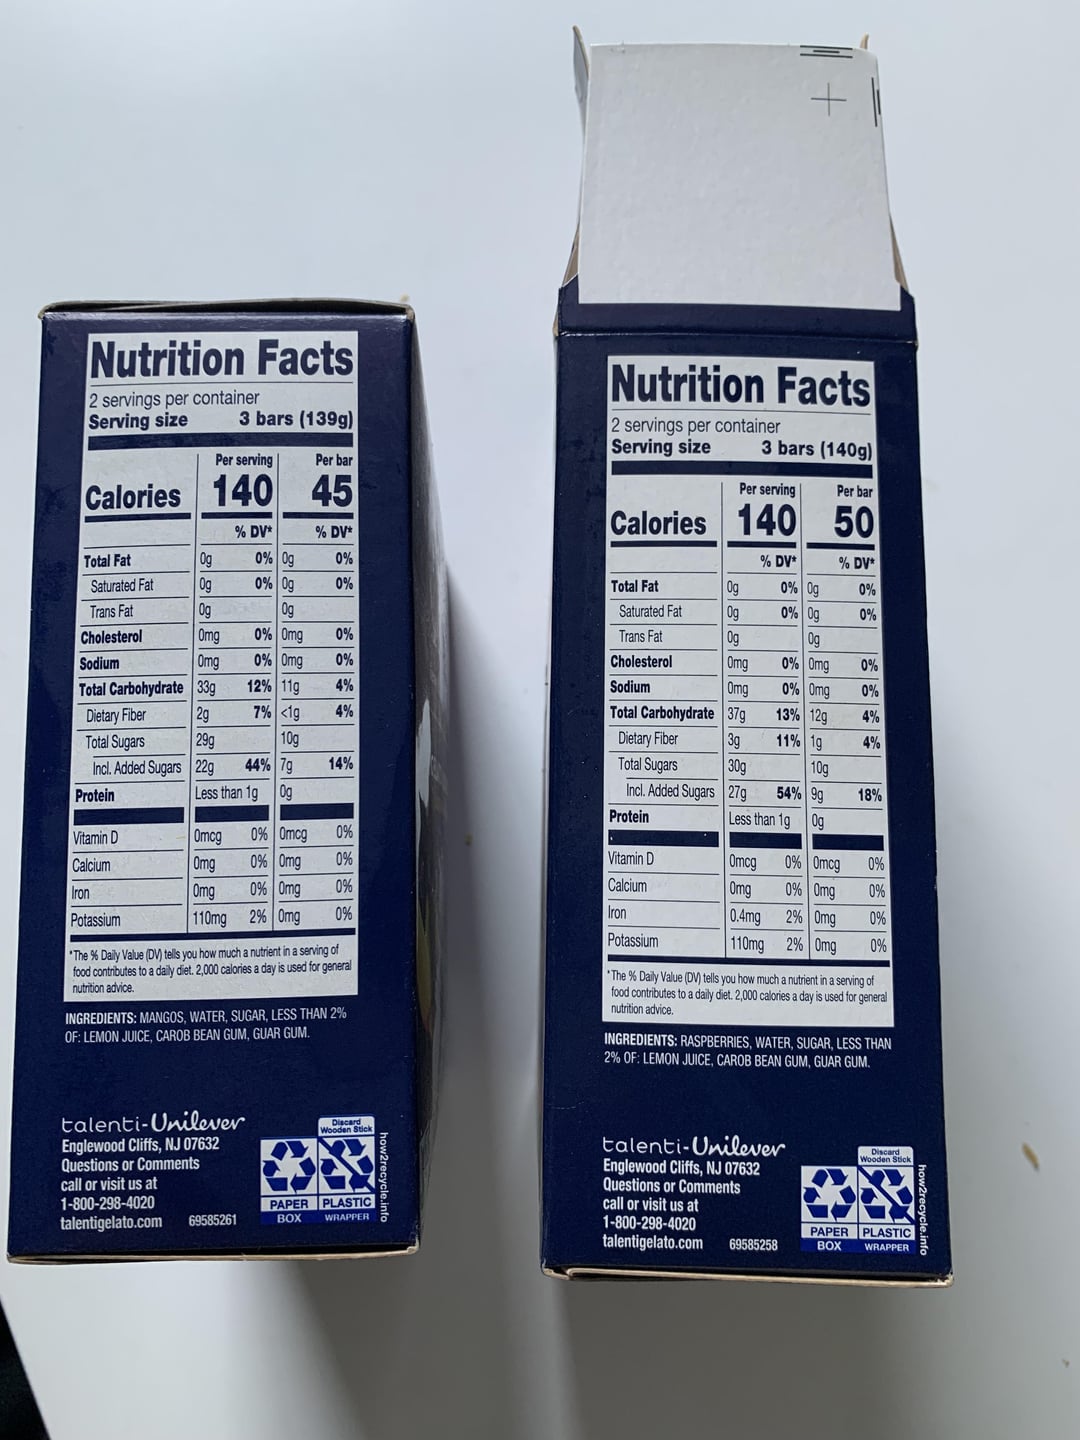 Nutrition Facts
2 servings per container
Serving size 3 bars (139g)
Per serving Per bar
Calories 140 45
% DV* % DV*
Total Fat 0g 0% 0g 0%
Saturated Fat 0g 0% 0g 0%
Trans Fat 0g 0g
Cholesterol 0mg 0% 0mg 0%
Sodium 0mg 0% 0mg 0%
Total Carbohydrate 33g 12% 11g 4%
Dietary Fiber 2g 7% <1g 4%
Total Sugars 29g 10g
Incl. Added Sugars 22g 44% 7g 14%
Protein Less than 1g 0g
Vitamin D 0mcg 0% 0mcg 0%
Calcium 0mg 0% 0mg 0%
Iron 0mg 0% 0mg 0%
Potassium 110mg 2% 0mg 0%
*The % Daily Value (DV) tells you how much a nutrient in a serving of
food contributes to a daily diet. 2,000 calories a day is used for general
nutrition advice.
INGREDIENTS: MANGOS, WATER, SUGAR, LESS THAN 2%
OF: LEMON JUICE, CAROB BEAN GUM, GUAR GUM.
talenti-Unilever
Englewood Cliffs, NJ 07632
Questions or Comments
call or visit us at
1-800-298-4020
talentigelato.com 69585261
Discard
Wooden Stick
PAPER PLASTIC
BOX WRAPPER
how2recycle.info
Nutrition Facts
2 servings per container
Serving size 3 bars (140g)
Per serving Per bar
Calories 140 50
% DV* % DV*
Total Fat 0g 0% 0g 0%
Saturated Fat 0g 0% 0g 0%
Trans Fat 0g 0g
Cholesterol 0mg 0% 0mg 0%
Sodium 0mg 0% 0mg 0%
Total Carbohydrate 37g 13% 12g 4%
Dietary Fiber 3g 11% 1g 4%
Total Sugars 30g 10g
Incl. Added Sugars 27g 54% 9g 18%
Protein Less than 1g 0g
Vitamin D 0mcg 0% 0mcg 0%
Calcium 0mg 0% 0mg 0%
Iron 0.4mg 2% 0mg 0%
Potassium 110mg 2% 0mg 0%
*The % Daily Value (DV) tells you how much a nutrient in a serving of
food contributes to a daily diet. 2,000 calories a day is used for general
nutrition advice.
INGREDIENTS: RASPBERRIES, WATER, SUGAR, LESS THAN
2% OF: LEMON JUICE, CAROB BEAN GUM, GUAR GUM.
talenti-Unilever
Englewood Cliffs, NJ 07632
Questions or Comments
call or visit us at
1-800-298-4020
talentigelato.com 69585258
Discard
Wooden Stick
PAPER PLASTIC
BOX WRAPPER
how2recycle.info